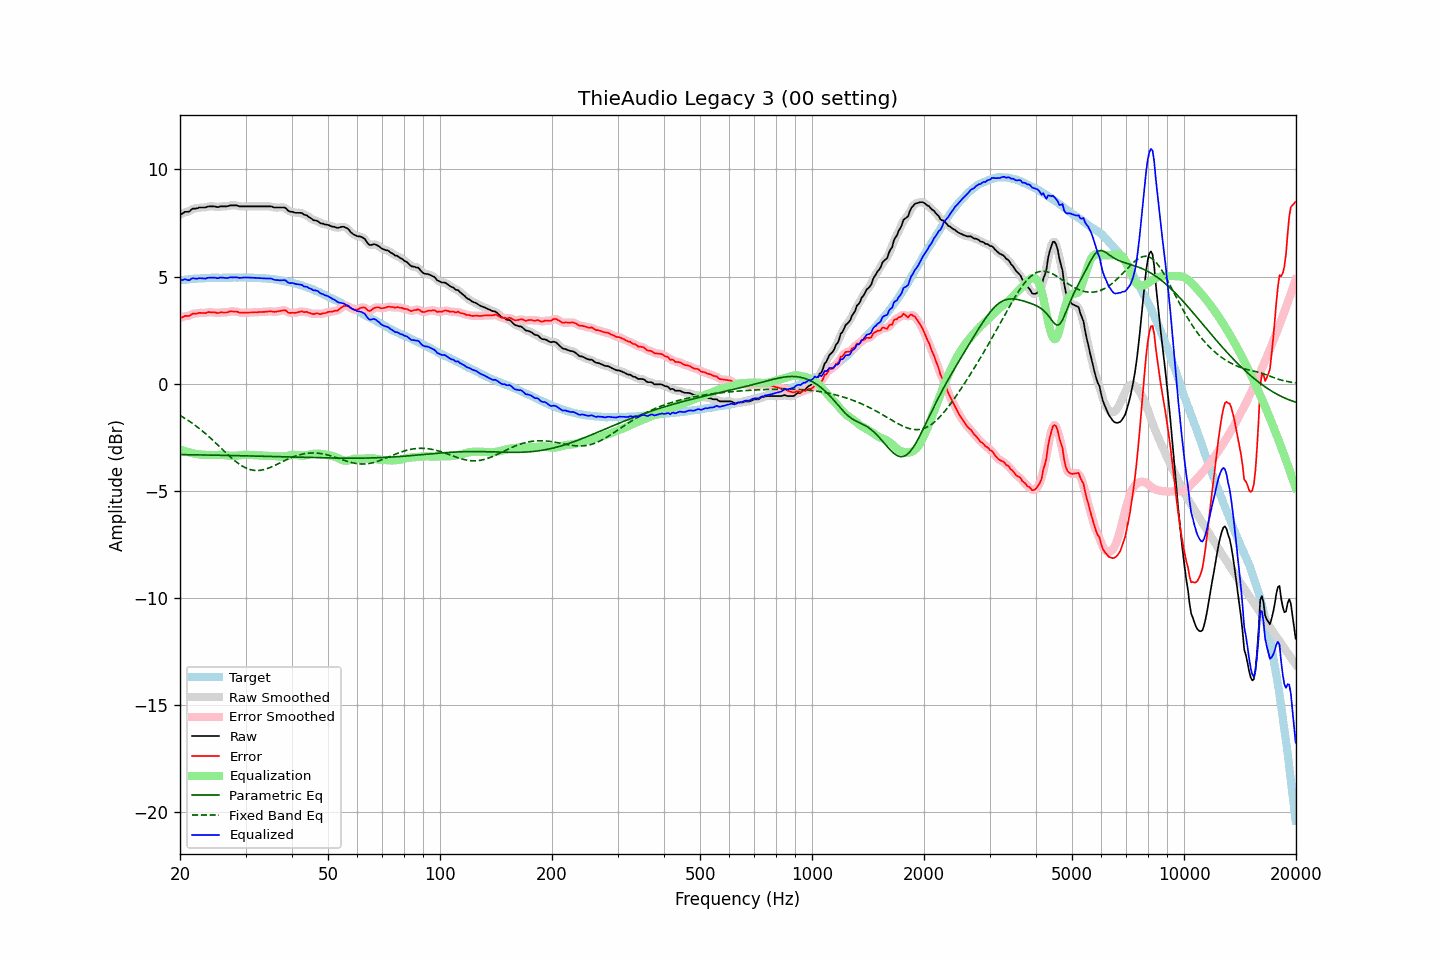 ThieAudio Legacy 3 (00 setting)
Amplitude (dBr)
10
5
0
−5
−10
−15
−20
Target
Raw Smoothed
Error Smoothed
Raw
Error
Equalization
Parametric Eq
Fixed Band Eq
Equalized
20 50 100 200 500 1000 2000 5000 10000 20000
Frequency (Hz)